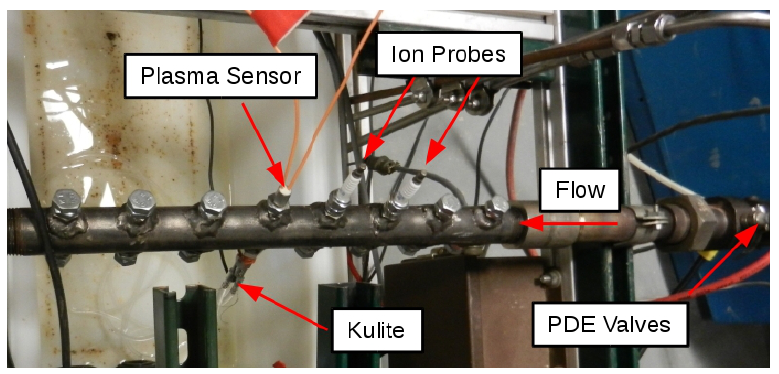 Ion Probes
Plasma Sensor
Flow
Kulite
PDE Valves